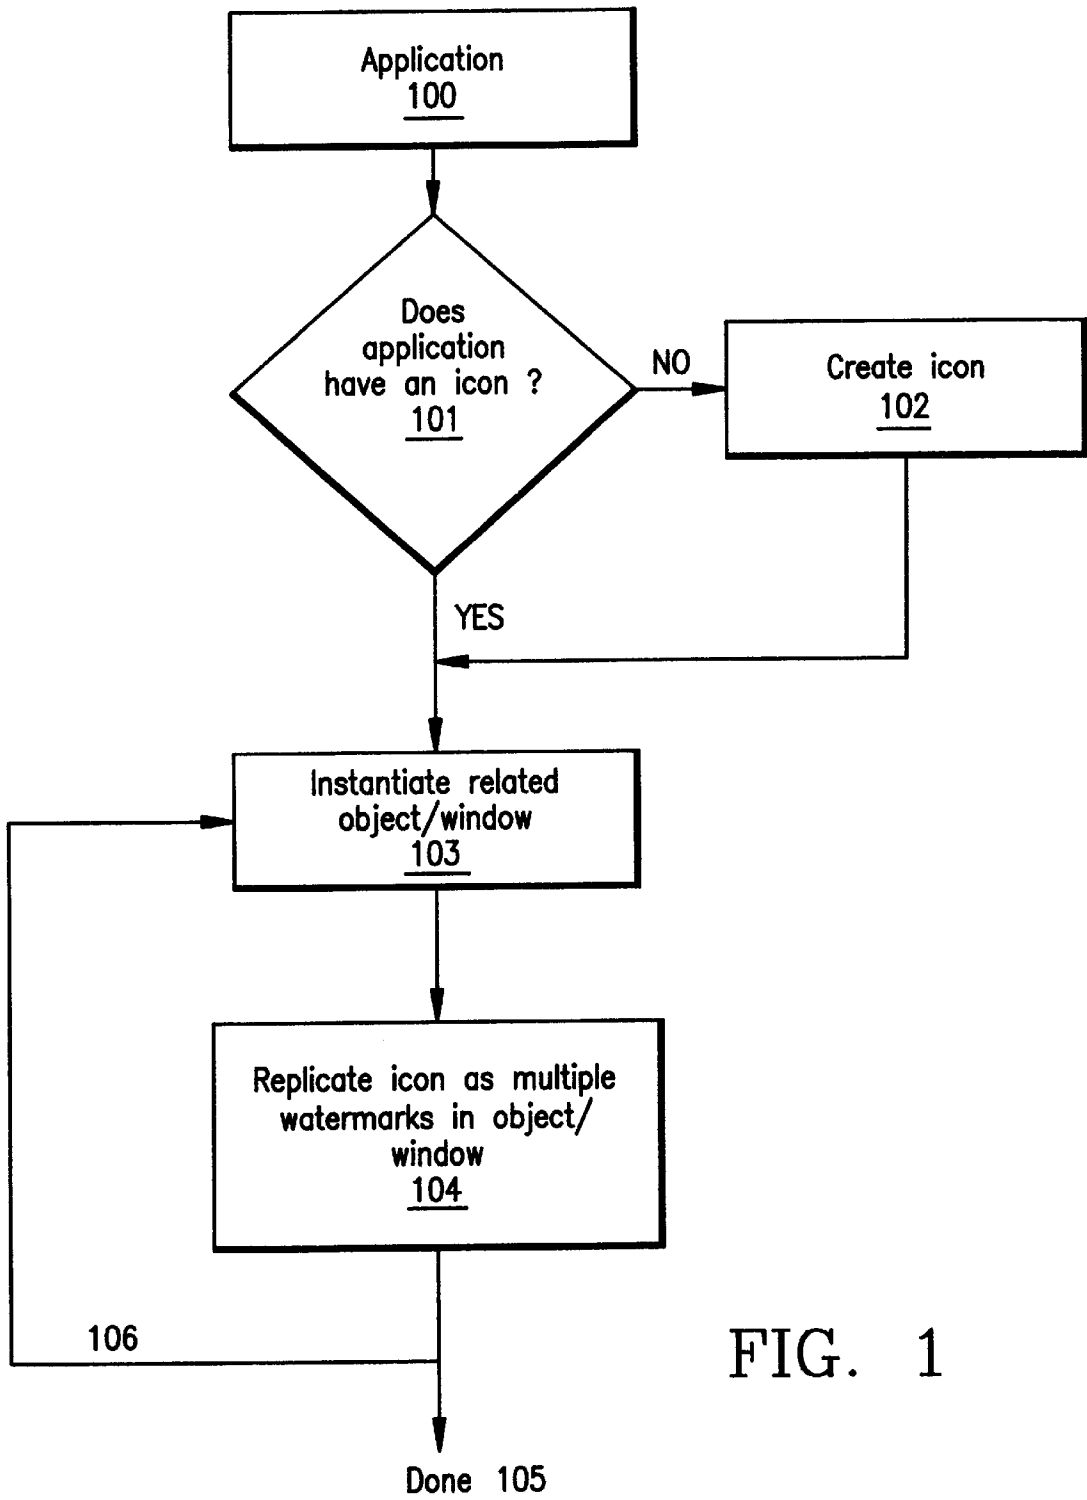 Application
100
Does
application
have an icon ?
101
NO
Create icon
102
YES
Instantiate related
object/window
103
Replicate icon as multiple
watermarks in object/
window
104
106
FIG. 1
Done 105